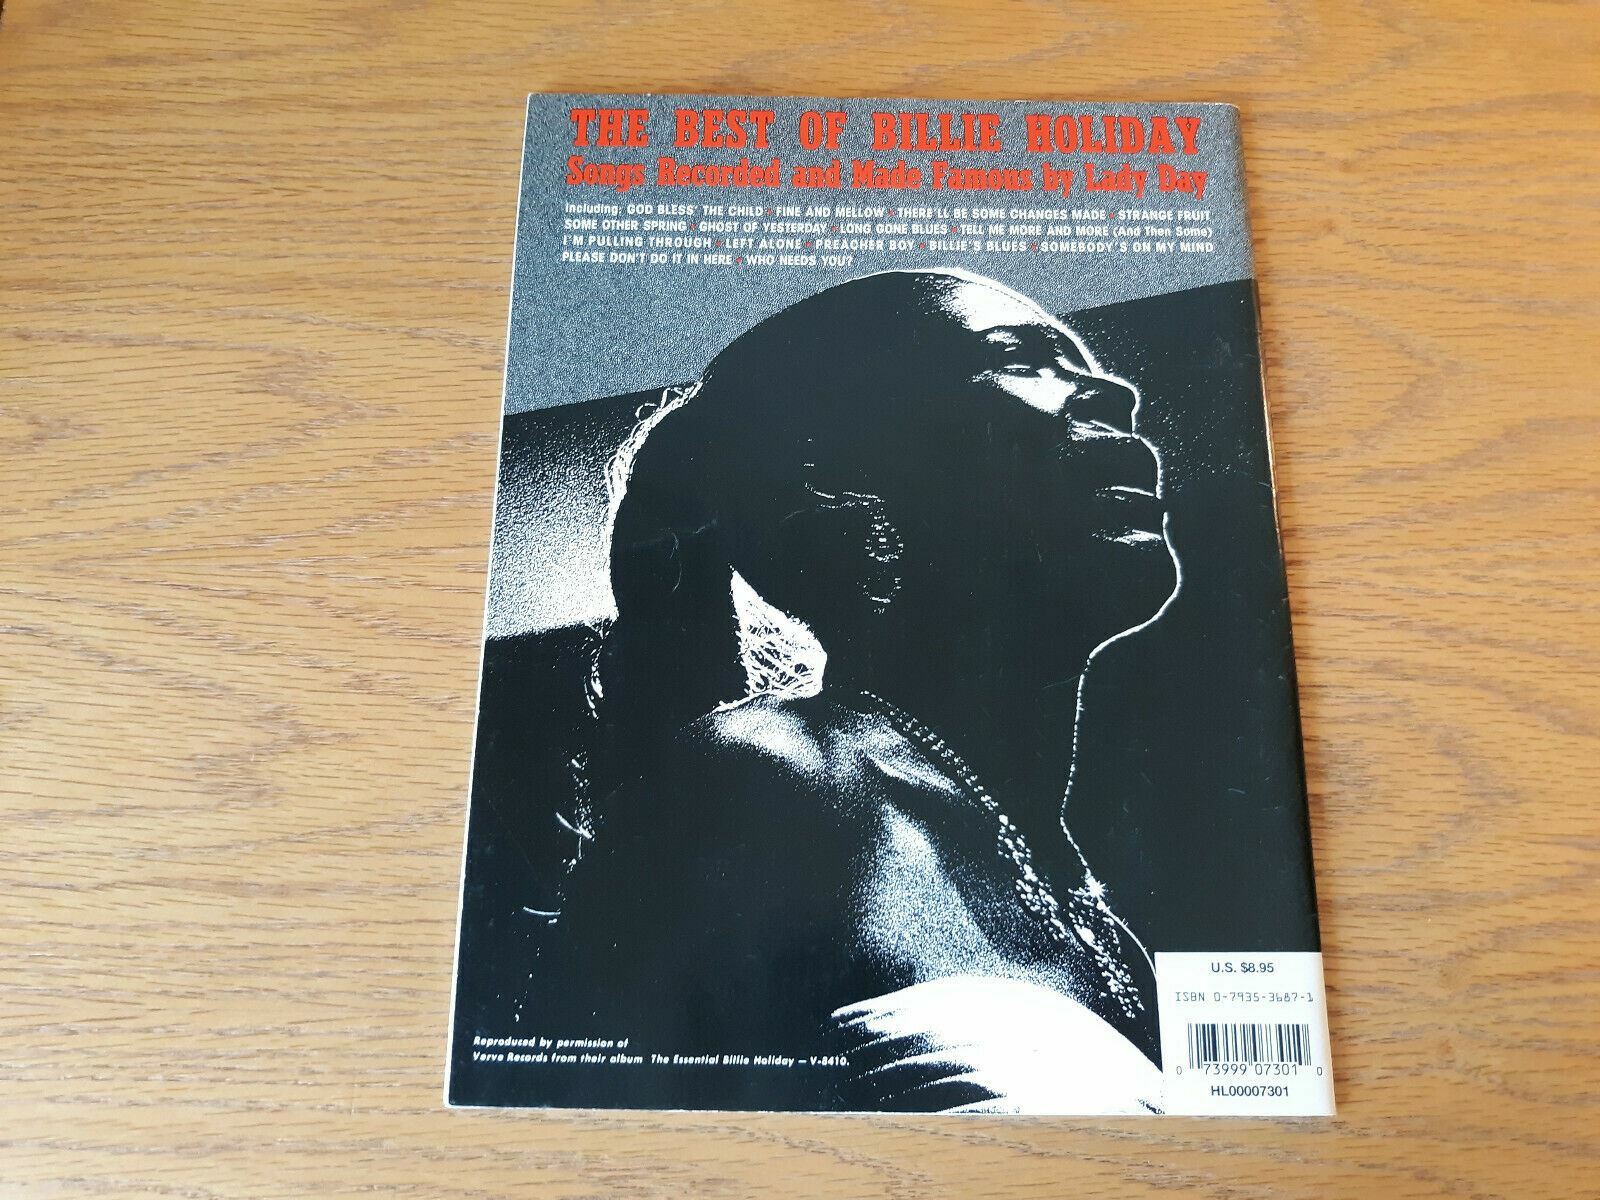 THE BEST OF BILLIE HOLIDAY
Songs Recorded and Made Famous by Lady Day
Including: GOD BLESS' THE CHILD • FINE AND MELLOW • THERE'LL BE SOME CHANGES MADE • STRANGE FRUIT
SOME OTHER SPRING • GHOST OF YESTERDAY • LONG GONE BLUES • TELL ME MORE AND MORE (And Then Some)
I'M PULLING THROUGH • LEFT ALONE • PREACHER BOY • BILLIE'S BLUES • SOMEBODY'S ON MY MIND
PLEASE DON'T DO IT IN HERE • WHO NEEDS YOU?
U.S. $8.95
ISBN 0-7935-3687-1
0 73999 07301 0
HL00007301
Reproduced by permission of
Verve Records from their album The Essential Billie Holiday — V-8410.